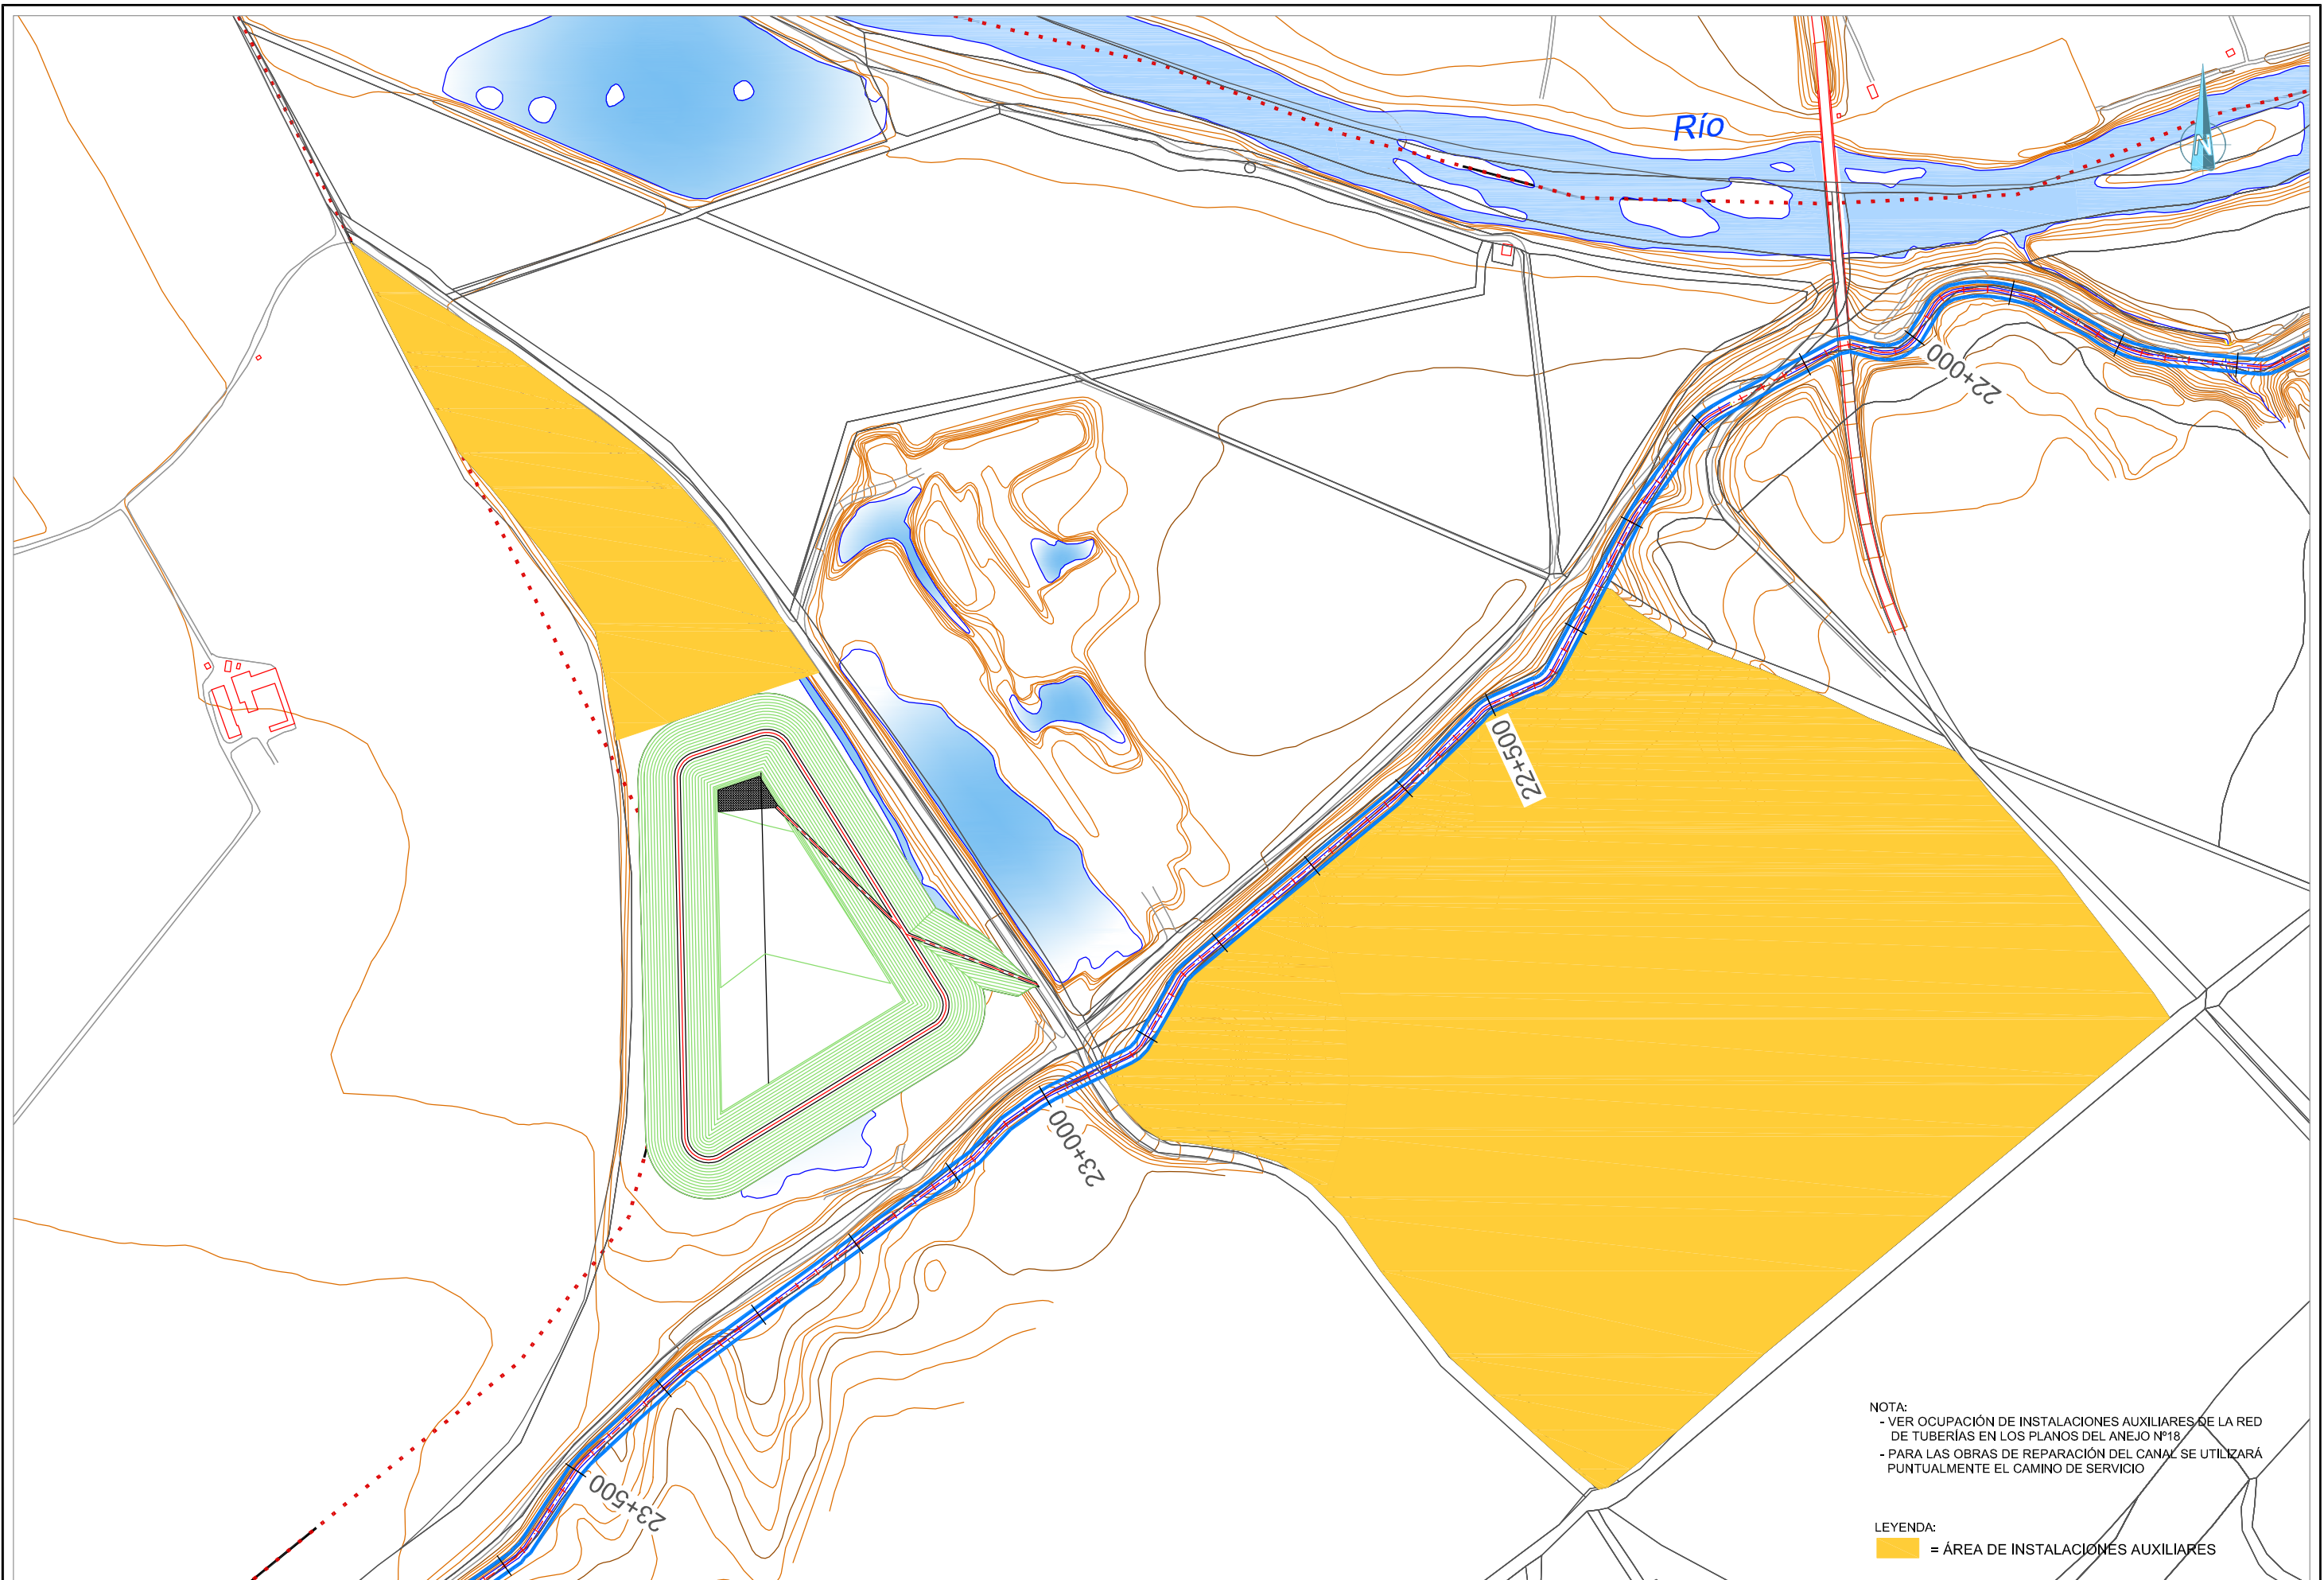 Río
N
22+000
22+500
23+000
23+500
NOTA:
- VER OCUPACIÓN DE INSTALACIONES AUXILIARES DE LA RED
DE TUBERÍAS EN LOS PLANOS DEL ANEJO Nº18
- PARA LAS OBRAS DE REPARACIÓN DEL CANAL SE UTILIZARÁ
PUNTUALMENTE EL CAMINO DE SERVICIO
LEYENDA:
= ÁREA DE INSTALACIONES AUXILIARES